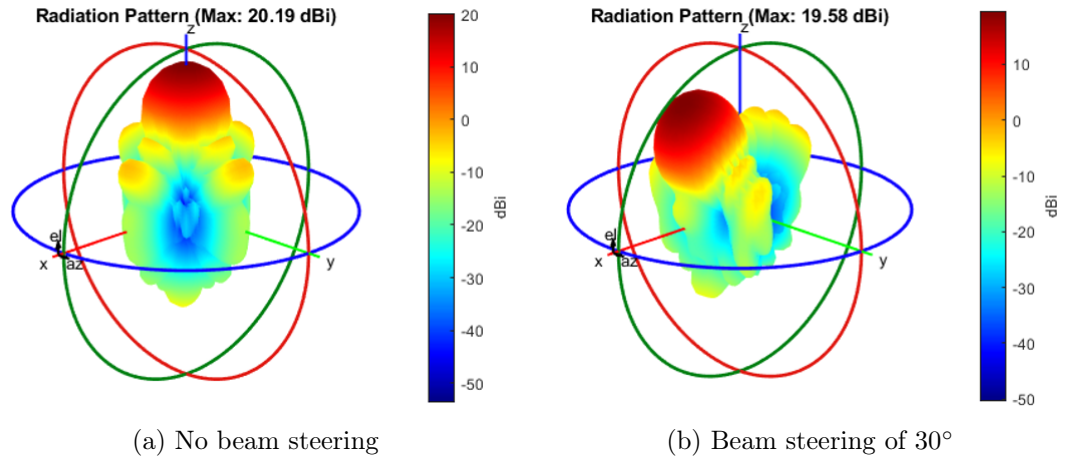 Radiation Pattern (Max: 20.19 dBi)
z
el
x
az
y
20
10
0
-10
-20
-30
-40
-50
dBi
(a) No beam steering
Radiation Pattern (Max: 19.58 dBi)
z
el
x
az
y
10
0
-10
-20
-30
-40
-50
dBi
(b) Beam steering of 30°